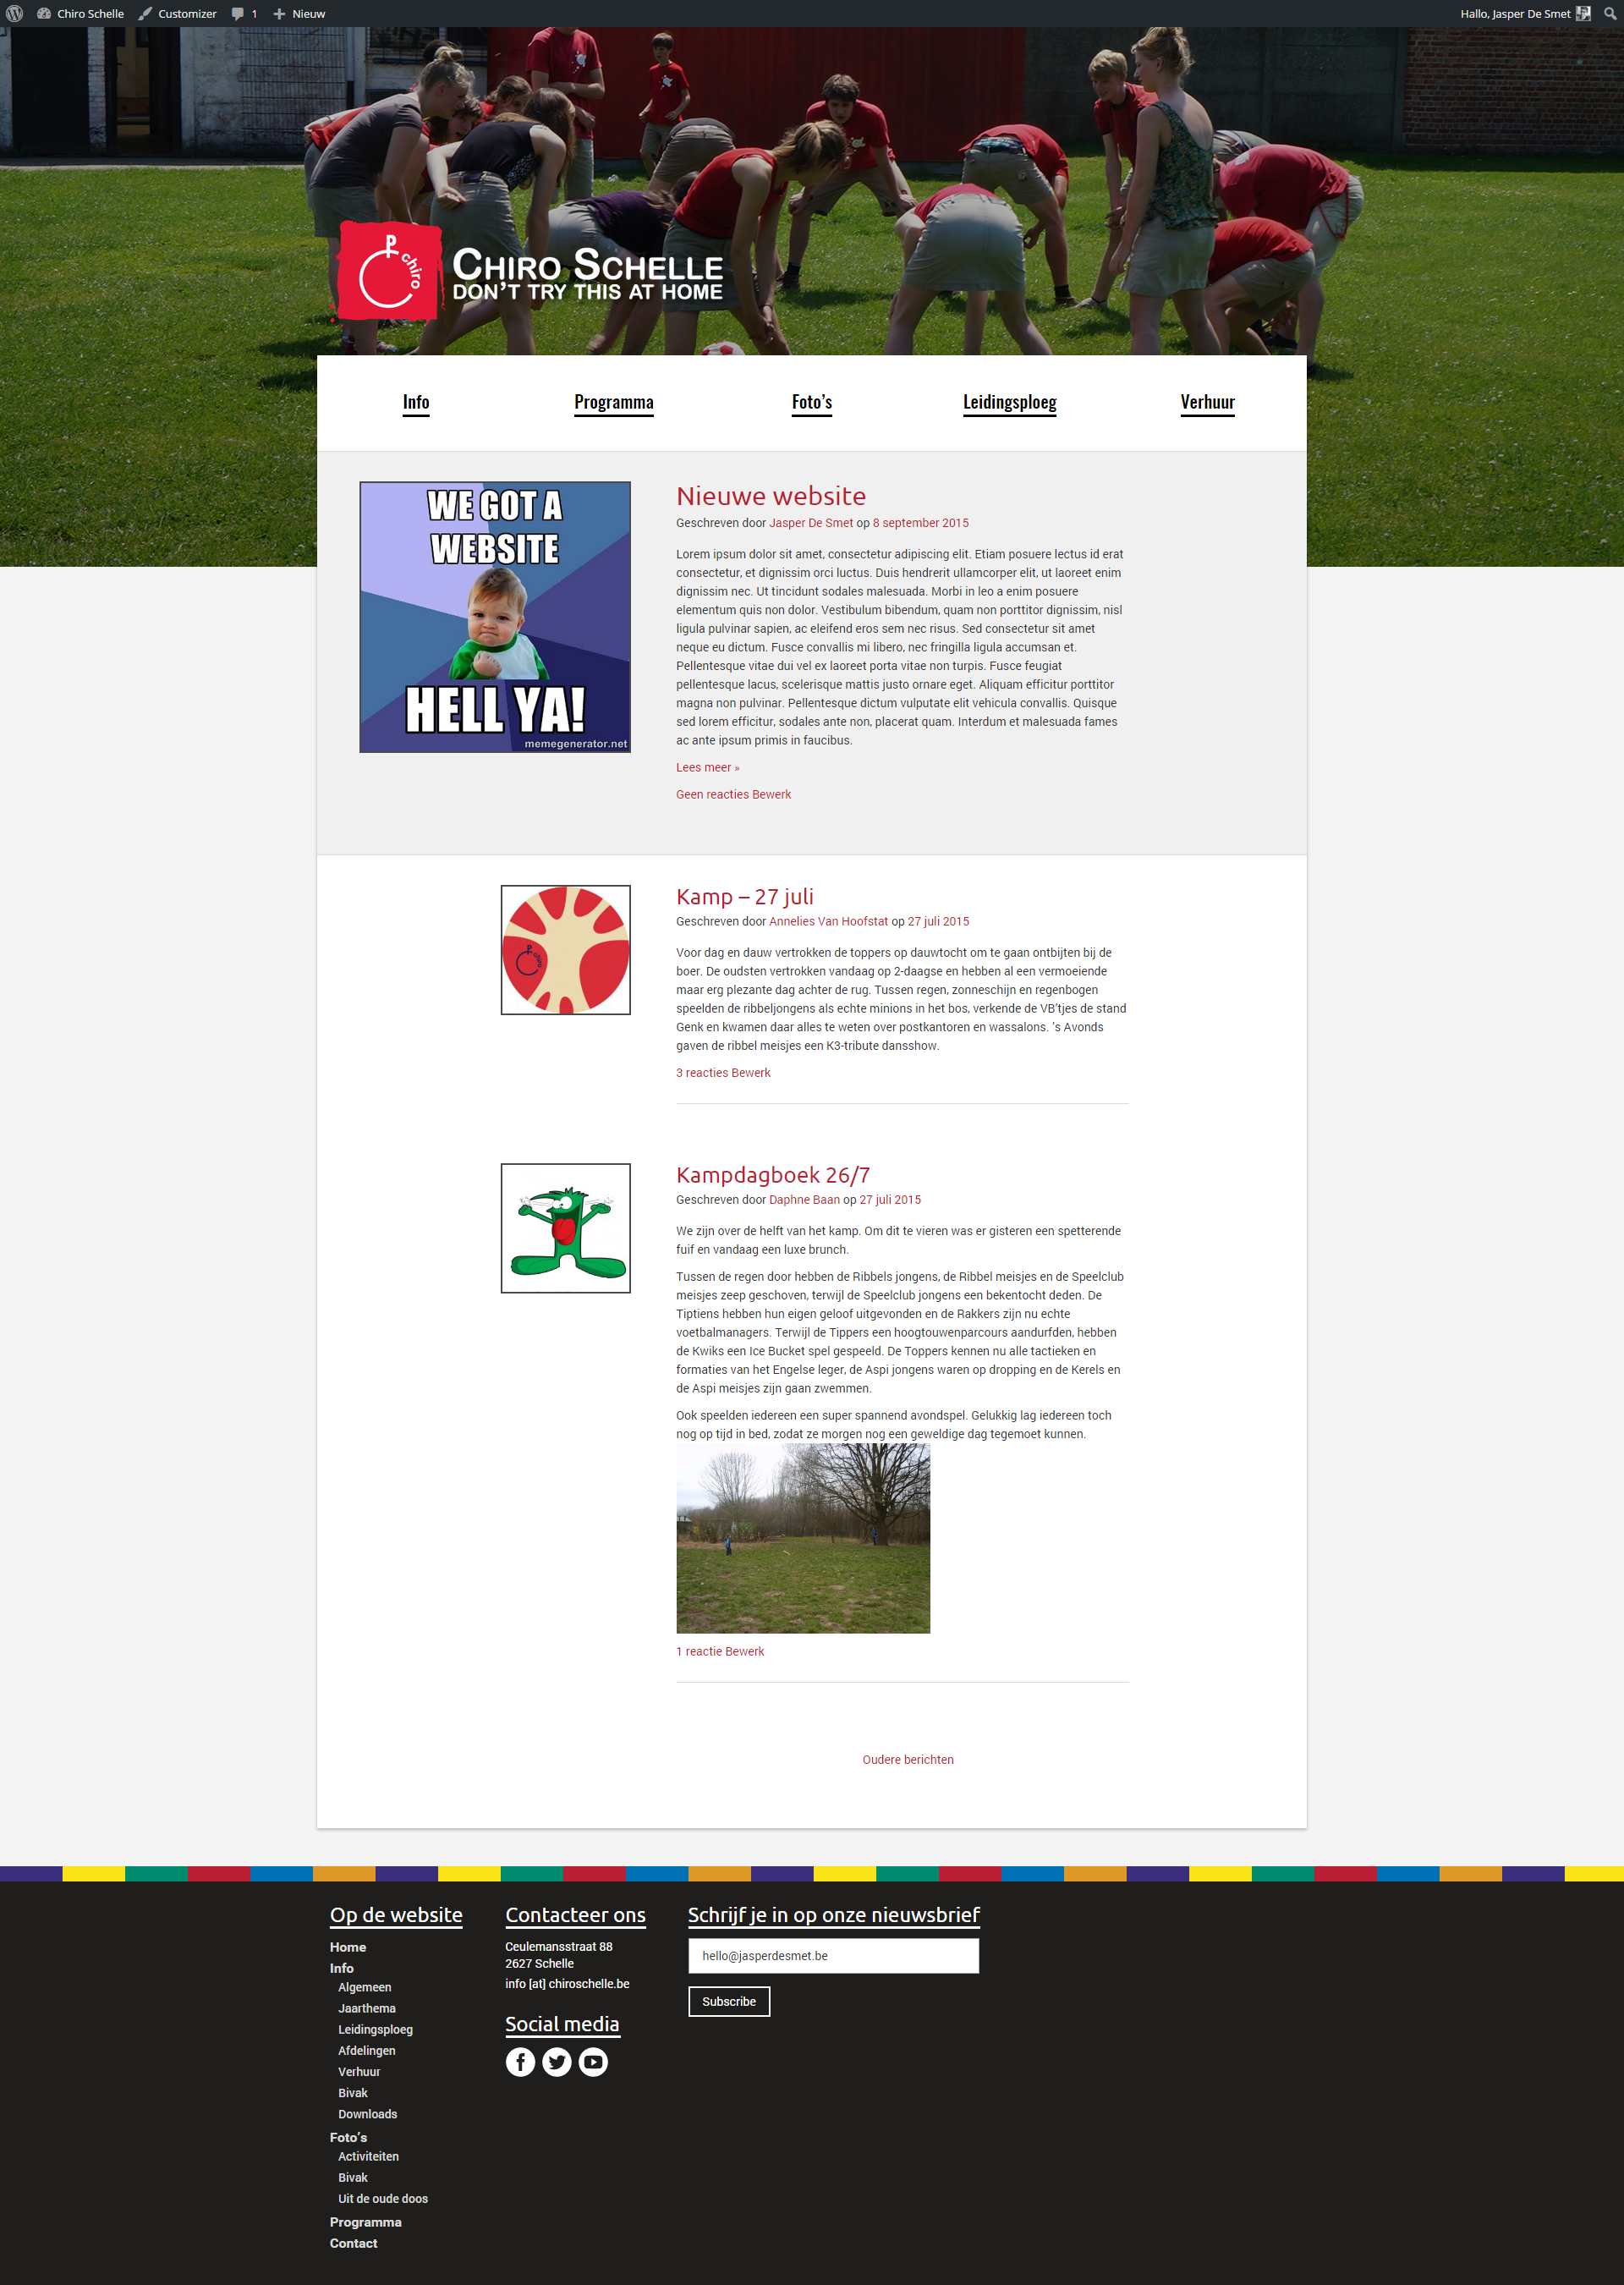 Chiro Schelle Customizer 1 Nieuw Hallo, Jasper De Smet
P chiro
CHIRO SCHELLE
DON'T TRY THIS AT HOME
Info Programma Foto's Leidingsploeg Verhuur
WE GOT A
WEBSITE
HELL YA!
memegenerator.net
Nieuwe website
Geschreven door Jasper De Smet op 8 september 2015
Lorem ipsum dolor sit amet, consectetur adipiscing elit. Etiam posuere lectus id erat
consectetur, et dignissim orci luctus. Duis hendrerit ullamcorper elit, ut laoreet enim
dignissim nec. Ut tincidunt sodales malesuada. Morbi in leo a enim posuere
elementum quis non dolor. Vestibulum bibendum, quam non porttitor dignissim, nisl
ligula pulvinar sapien, ac eleifend eros sem nec risus. Sed consectetur sit amet
neque eu dictum. Fusce convallis mi libero, nec fringilla ligula accumsan et.
Pellentesque vitae dui vel ex laoreet porta vitae non turpis. Fusce feugiat
pellentesque lacus, scelerisque mattis justo ornare eget. Aliquam efficitur porttitor
magna non pulvinar. Pellentesque dictum vulputate elit vehicula convallis. Quisque
sed lorem efficitur, sodales ante non, placerat quam. Interdum et malesuada fames
ac ante ipsum primis in faucibus.
Lees meer »
Geen reacties Bewerk
P chiro
Kamp – 27 juli
Geschreven door Annelies Van Hoofstat op 27 juli 2015
Voor dag en dauw vertrokken de toppers op dauwtocht om te gaan ontbijten bij de
boer. De oudsten vertrokken vandaag op 2-daagse en hebben al een vermoeiende
maar erg plezante dag achter de rug. Tussen regen, zonneschijn en regenbogen
speelden de ribbeljongens als echte minions in het bos, verkende de VB'tjes de stand
Genk en kwamen daar alles te weten over postkantoren en wassalons. 's Avonds
gaven de ribbel meisjes een K3-tribute dansshow.
3 reacties Bewerk
Kampdagboek 26/7
Geschreven door Daphne Baan op 27 juli 2015
We zijn over de helft van het kamp. Om dit te vieren was er gisteren een spetterende
fuif en vandaag een luxe brunch.
Tussen de regen door hebben de Ribbels jongens, de Ribbel meisjes en de Speelclub
meisjes zeep geschoven, terwijl de Speelclub jongens een bekentocht deden. De
Tiptiens hebben hun eigen geloof uitgevonden en de Rakkers zijn nu echte
voetbalmanagers. Terwijl de Tippers een hoogtouwenparcours aandurfden, hebben
de Kwiks een Ice Bucket spel gespeeld. De Toppers kennen nu alle tactieken en
formaties van het Engelse leger, de Aspi jongens waren op dropping en de Kerels en
de Aspi meisjes zijn gaan zwemmen.
Ook speelden iedereen een super spannend avondspel. Gelukkig lag iedereen toch
nog op tijd in bed, zodat ze morgen nog een geweldige dag tegemoet kunnen.
1 reactie Bewerk
Oudere berichten
Op de website
Home
Info
Algemeen
Jaarthema
Leidingsploeg
Afdelingen
Verhuur
Bivak
Downloads
Foto's
Activiteiten
Bivak
Uit de oude doos
Programma
Contact
Contacteer ons
Ceulemansstraat 88
2627 Schelle
info [at] chiroschelle.be
Social media
Schrijf je in op onze nieuwsbrief
hello@jasperdesmet.be
Subscribe